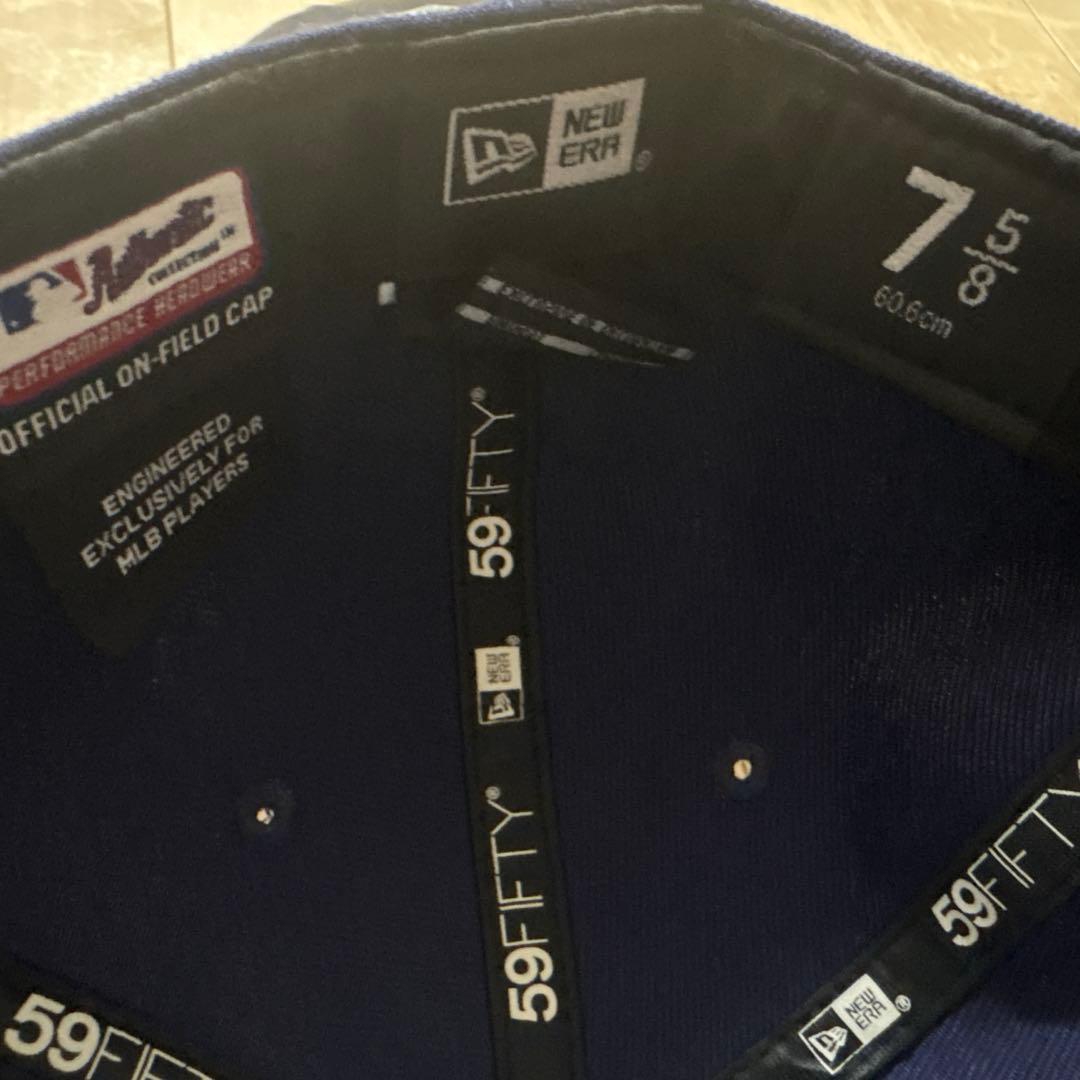 NEW
ERA®
Authentic
COLLECTION™
PERFORMANCE HEADWEAR
OFFICIAL ON-FIELD CAP
ENGINEERED
EXCLUSIVELY FOR
MLB PLAYERS
7 5/8
60.6cm
59FIFTY®
NEW
ERA®
59FIFTY®
59FIFTY
NEW
ERA®
59FIFTY